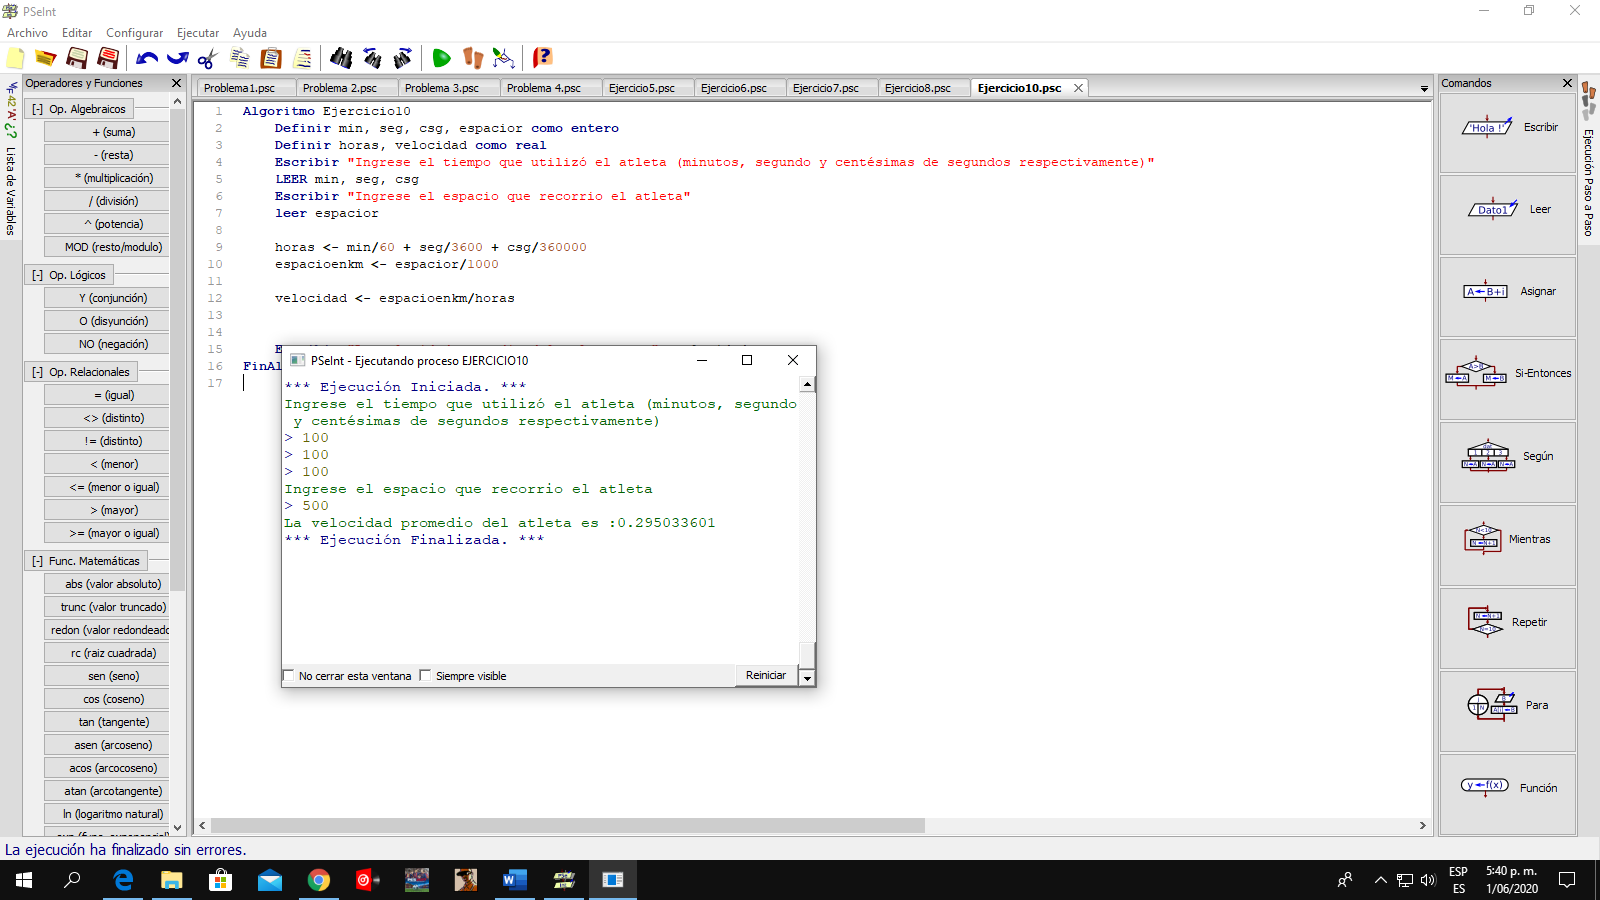 PSeInt
Archivo Editar Configurar Ejecutar Ayuda
Operadores y Funciones
Problema1.psc Problema 2.psc Problema 3.psc Problema 4.psc Ejercicio5.psc Ejercicio6.psc Ejercicio7.psc Ejercicio8.psc Ejercicio10.psc
Comandos
Lista de Variables
[-] Op. Algebraicos
+ (suma)
- (resta)
* (multiplicación)
/ (división)
^ (potencia)
MOD (resto/modulo)
[-] Op. Lógicos
Y (conjunción)
O (disyunción)
NO (negación)
[-] Op. Relacionales
= (igual)
<> (distinto)
!= (distinto)
< (menor)
<= (menor o igual)
> (mayor)
>= (mayor o igual)
[-] Func. Matemáticas
abs (valor absoluto)
trunc (valor truncado)
redon (valor redondeado
rc (raiz cuadrada)
sen (seno)
cos (coseno)
tan (tangente)
asen (arcoseno)
acos (arcocoseno)
atan (arcotangente)
ln (logaritmo natural)
1 Algoritmo Ejercicio10
2 Definir min, seg, csg, espacior como entero
3 Definir horas, velocidad como real
4 Escribir "Ingrese el tiempo que utilizó el atleta (minutos, segundo y centésimas de segundos respectivamente)"
5 LEER min, seg, csg
6 Escribir "Ingrese el espacio que recorrio el atleta"
7 leer espacior
8
9 horas <- min/60 + seg/3600 + csg/360000
10 espacioenkm <- espacior/1000
11
12 velocidad <- espacioenkm/horas
13
14
15
16 FinAl
17
PSeInt - Ejecutando proceso EJERCICIO10
*** Ejecución Iniciada. ***
Ingrese el tiempo que utilizó el atleta (minutos, segundo
y centésimas de segundos respectivamente)
> 100
> 100
> 100
Ingrese el espacio que recorrio el atleta
> 500
La velocidad promedio del atleta es :0.295033601
*** Ejecución Finalizada. ***
No cerrar esta ventana Siempre visible Reiniciar
'Hola !' Escribir
Dato1 Leer
A←B+i Asignar
A>B Si-Entonces
Según
Mientras
Repetir
Para
y←f(x) Función
Ejecución Paso a Paso
La ejecución ha finalizado sin errores.
ESP
ES
5:40 p. m.
1/06/2020